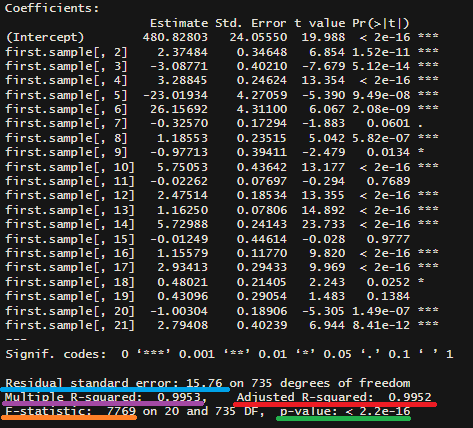 Coefficients:
Estimate Std. Error t value Pr(>|t|)
(Intercept) 480.82803 24.05550 19.988 < 2e-16 ***
first.sample[, 2] 2.37484 0.34648 6.854 1.52e-11 ***
first.sample[, 3] -3.08771 0.40210 -7.679 5.12e-14 ***
first.sample[, 4] 3.28845 0.24624 13.354 < 2e-16 ***
first.sample[, 5] -23.01934 4.27059 -5.390 9.49e-08 ***
first.sample[, 6] 26.15692 4.31100 6.067 2.08e-09 ***
first.sample[, 7] -0.32570 0.17294 -1.883 0.0601 .
first.sample[, 8] 1.18553 0.23515 5.042 5.82e-07 ***
first.sample[, 9] -0.97713 0.39411 -2.479 0.0134 *
first.sample[, 10] 5.75053 0.43642 13.177 < 2e-16 ***
first.sample[, 11] -0.02262 0.07697 -0.294 0.7689
first.sample[, 12] 2.47514 0.18534 13.355 < 2e-16 ***
first.sample[, 13] 1.16250 0.07806 14.892 < 2e-16 ***
first.sample[, 14] 5.72988 0.24143 23.733 < 2e-16 ***
first.sample[, 15] -0.01249 0.44614 -0.028 0.9777
first.sample[, 16] 1.15579 0.11770 9.820 < 2e-16 ***
first.sample[, 17] 2.93413 0.29433 9.969 < 2e-16 ***
first.sample[, 18] 0.48021 0.21405 2.243 0.0252 *
first.sample[, 19] 0.43096 0.29054 1.483 0.1384
first.sample[, 20] -1.00304 0.18906 -5.305 1.49e-07 ***
first.sample[, 21] 2.79408 0.40239 6.944 8.41e-12 ***
---
Signif. codes: 0 ‘***’ 0.001 ‘**’ 0.01 ‘*’ 0.05 ‘.’ 0.1 ‘ ’ 1
Residual standard error: 15.76 on 735 degrees of freedom
Multiple R-squared: 0.9953, Adjusted R-squared: 0.9952
F-statistic: 7769 on 20 and 735 DF, p-value: < 2.2e-16